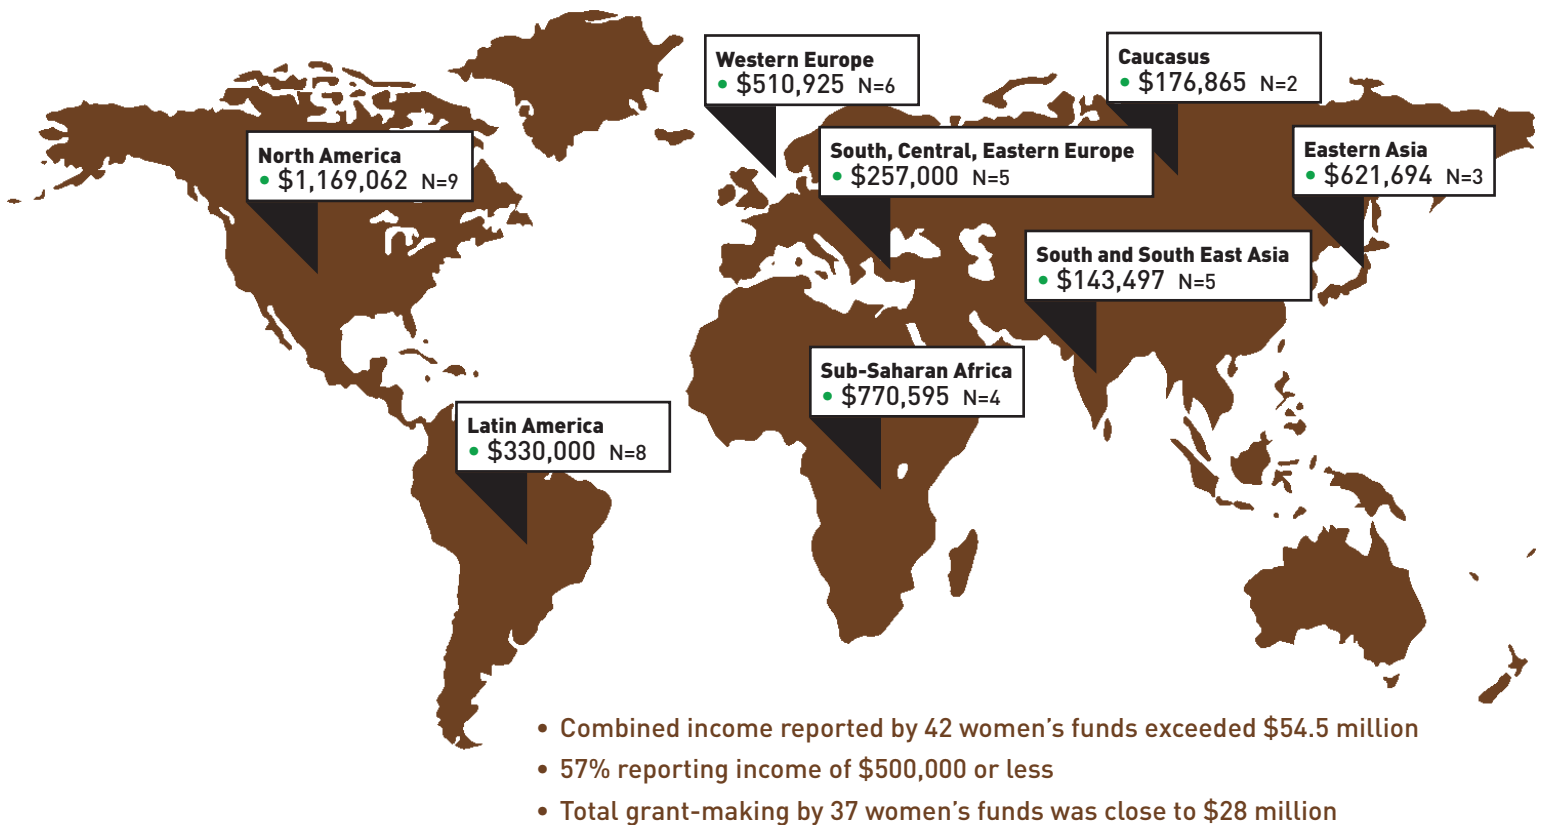 Western Europe
• $510,925 N=6
Caucasus
• $176,865 N=2
North America
• $1,169,062 N=9
South, Central, Eastern Europe
• $257,000 N=5
Eastern Asia
• $621,694 N=3
South and South East Asia
• $143,497 N=5
Sub-Saharan Africa
• $770,595 N=4
Latin America
• $330,000 N=8
• Combined income reported by 42 women’s funds exceeded $54.5 million
• 57% reporting income of $500,000 or less
• Total grant-making by 37 women’s funds was close to $28 million